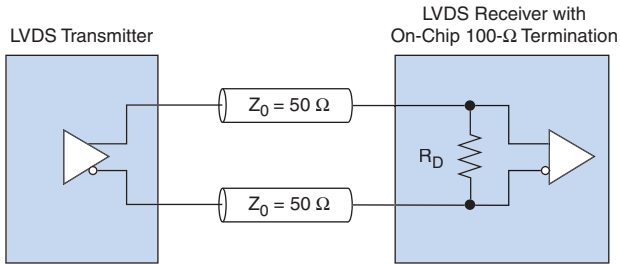 LVDS Transmitter
LVDS Receiver with
On-Chip 100-Ω Termination
Z0 = 50 Ω
RD
Z0 = 50 Ω